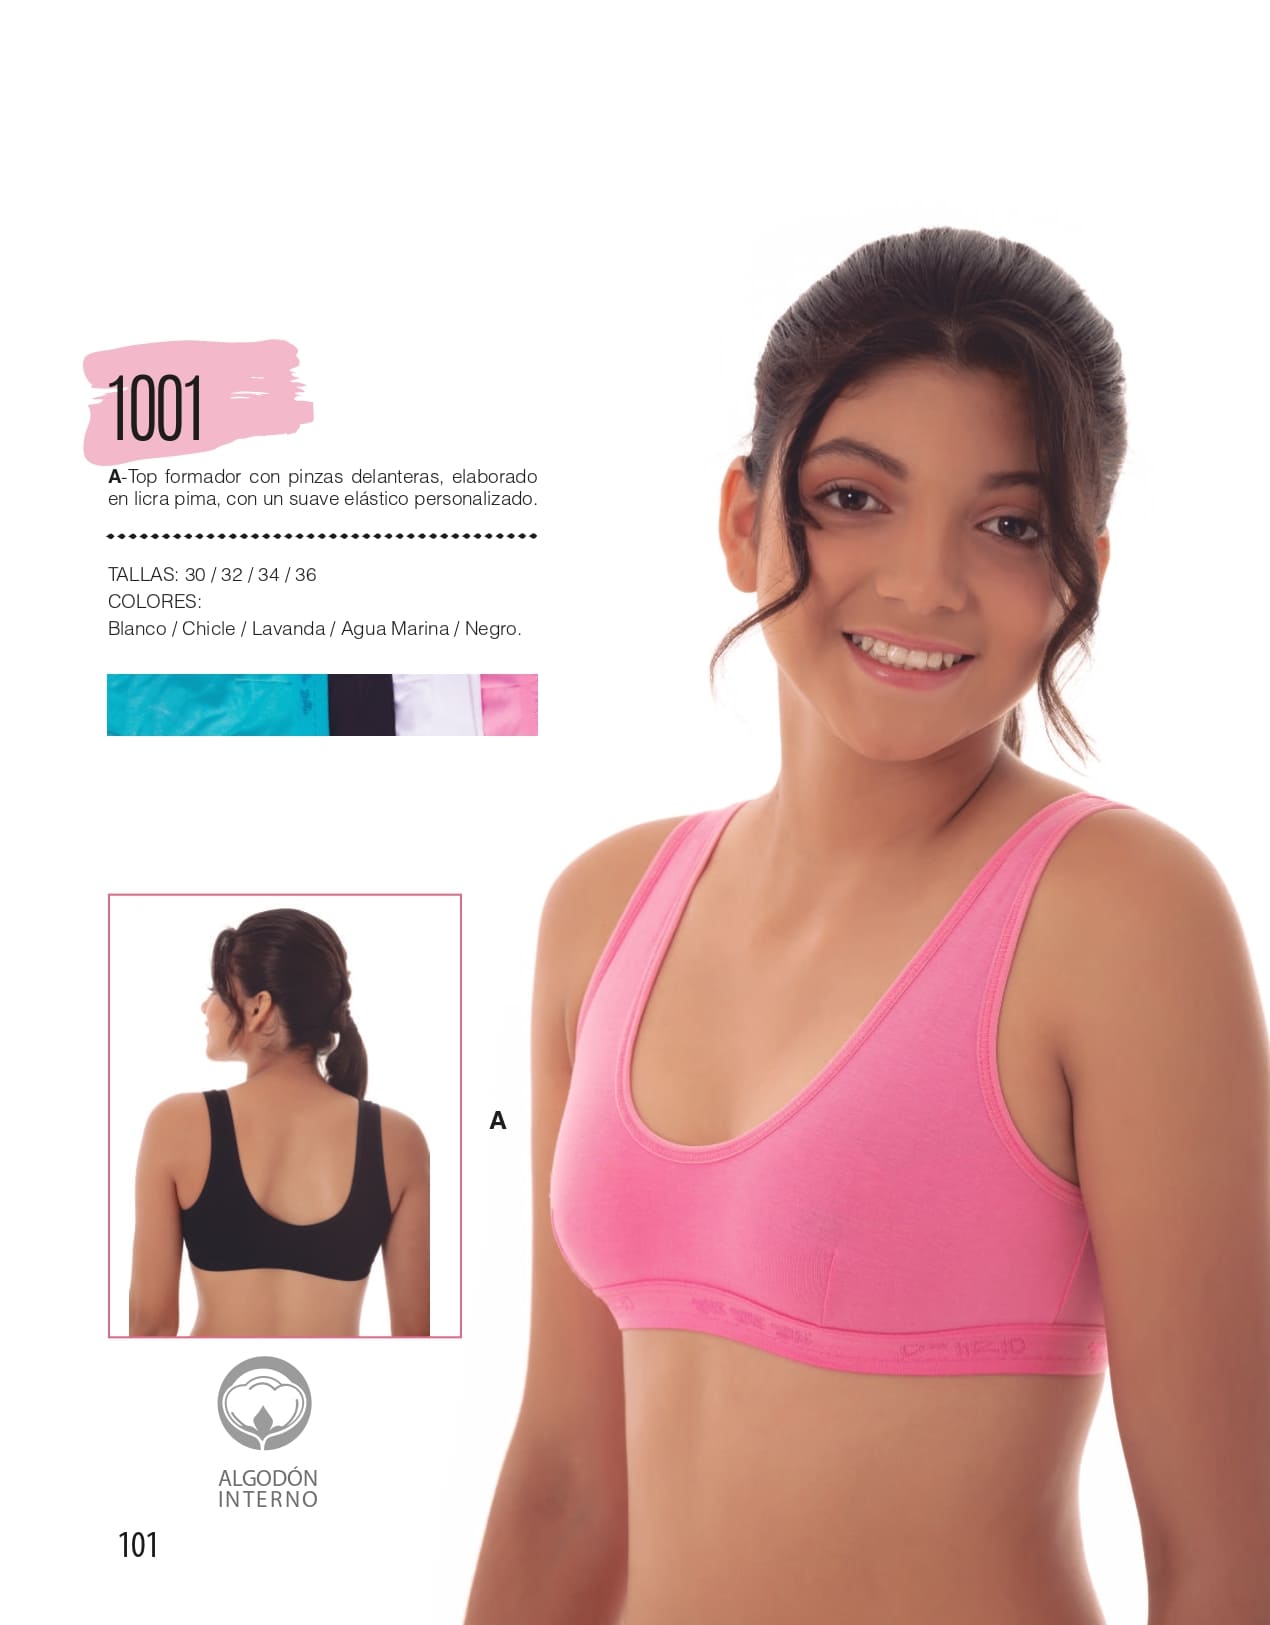 1001
A-Top formador con pinzas delanteras, elaborado
en licra pima, con un suave elástico personalizado.
TALLAS: 30 / 32 / 34 / 36
COLORES:
Blanco / Chicle / Lavanda / Agua Marina / Negro.
A
ALGODÓN
INTERNO
101